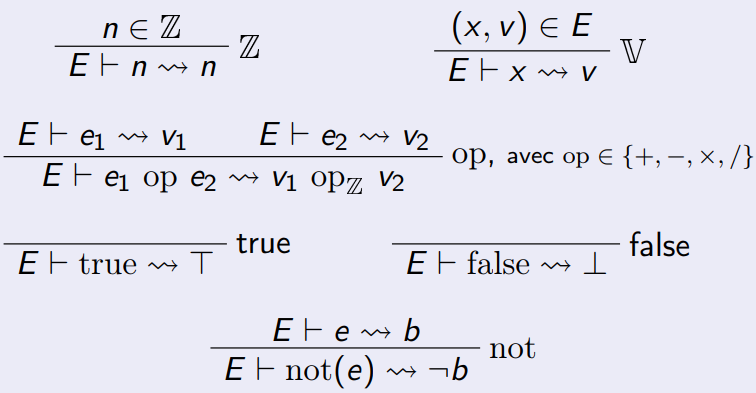 n ∈ ℤ
E ⊢ n ⇝ n ℤ
(x, v) ∈ E
E ⊢ x ⇝ v 𝕍
E ⊢ e₁ ⇝ v₁ E ⊢ e₂ ⇝ v₂
E ⊢ e₁ op e₂ ⇝ v₁ op_ℤ v₂ op, avec op ∈ {+, −, ×, /}
E ⊢ true ⇝ ⊤ true
E ⊢ false ⇝ ⊥ false
E ⊢ e ⇝ b
E ⊢ not(e) ⇝ ¬b not